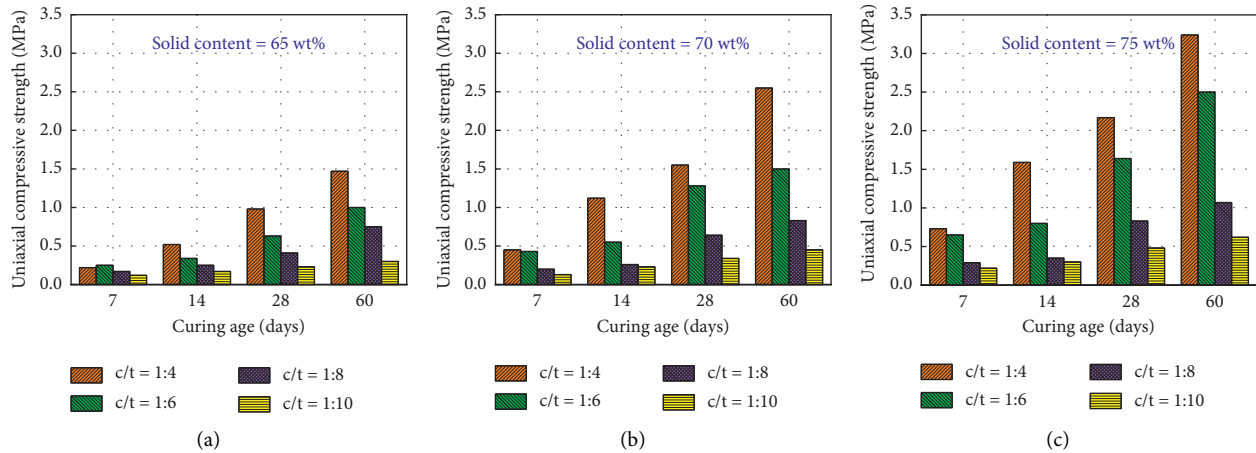 Uniaxial compressive strength (MPa)
3.5
3.0
2.5
2.0
1.5
1.0
0.5
0.0
Solid content = 65 wt%
7 14 28 60
Curing age (days)
c/t = 1:4 c/t = 1:8
c/t = 1:6 c/t = 1:10
(a)
Uniaxial compressive strength (MPa)
3.5
3.0
2.5
2.0
1.5
1.0
0.5
0.0
Solid content = 70 wt%
7 14 28 60
Curing age (days)
c/t = 1:4 c/t = 1:8
c/t = 1:6 c/t = 1:10
(b)
Uniaxial compressive strength (MPa)
3.5
3.0
2.5
2.0
1.5
1.0
0.5
0.0
Solid content = 75 wt%
7 14 28 60
Curing age (days)
c/t = 1:4 c/t = 1:8
c/t = 1:6 c/t = 1:10
(c)